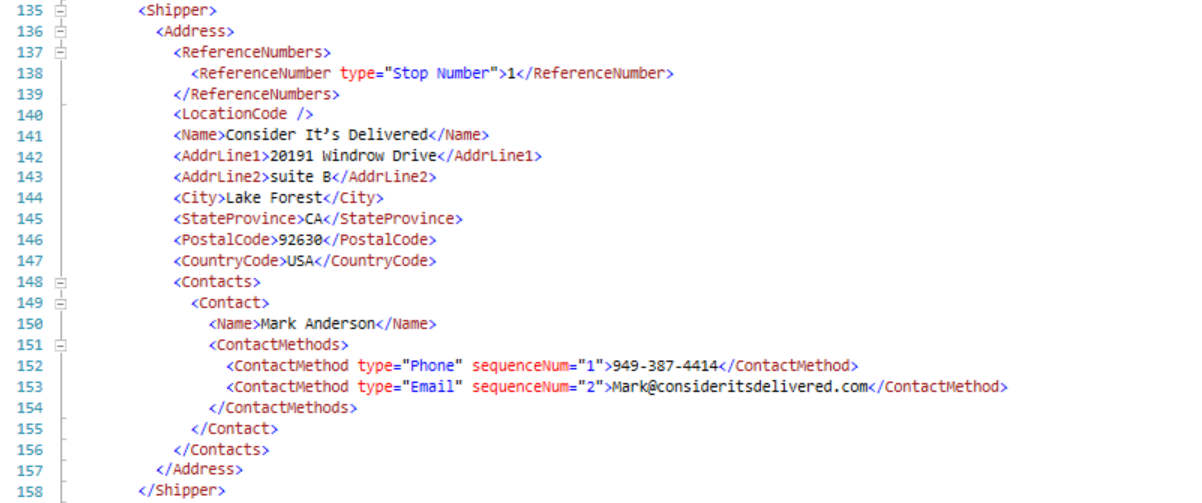 135 <Shipper>
136 <Address>
137 <ReferenceNumbers>
138 <ReferenceNumber type="Stop Number">1</ReferenceNumber>
139 </ReferenceNumbers>
140 <LocationCode />
141 <Name>Consider It’s Delivered</Name>
142 <AddrLine1>20191 Windrow Drive</AddrLine1>
143 <AddrLine2>suite B</AddrLine2>
144 <City>Lake Forest</City>
145 <StateProvince>CA</StateProvince>
146 <PostalCode>92630</PostalCode>
147 <CountryCode>USA</CountryCode>
148 <Contacts>
149 <Contact>
150 <Name>Mark Anderson</Name>
151 <ContactMethods>
152 <ContactMethod type="Phone" sequenceNum="1">949-387-4414</ContactMethod>
153 <ContactMethod type="Email" sequenceNum="2">Mark@consideritsdelivered.com</ContactMethod>
154 </ContactMethods>
155 </Contact>
156 </Contacts>
157 </Address>
158 </Shipper>